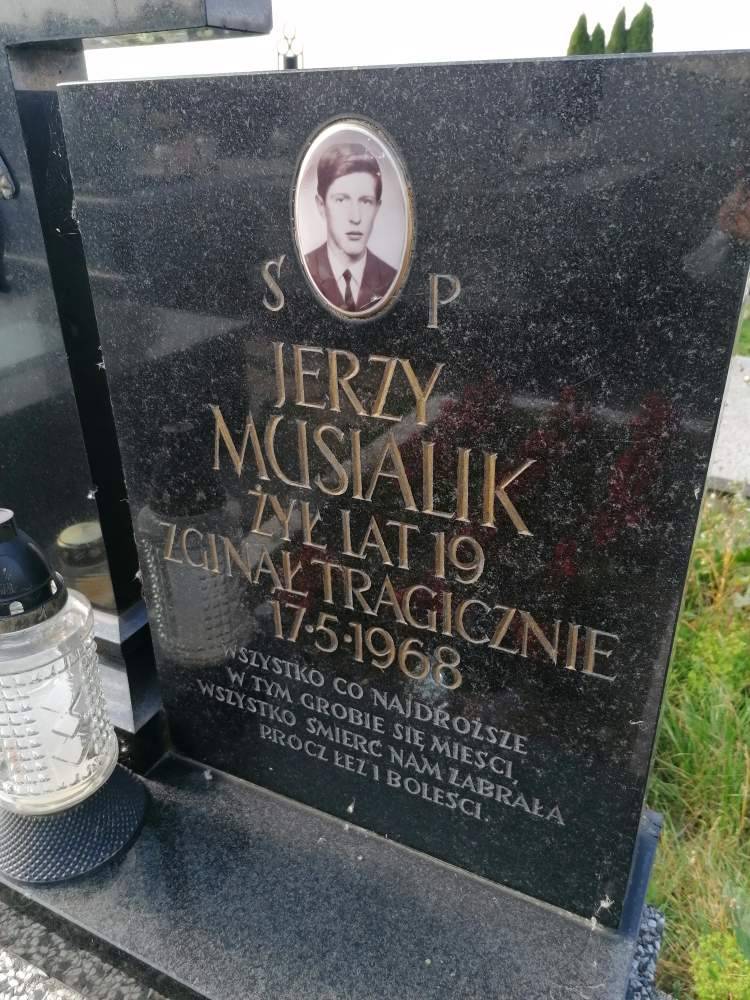 Ś P
JERZY
MUSIALIK
ŻYŁ LAT 19
ZGINĄŁ TRAGICZNIE
17·5·1968
WSZYSTKO CO NAJDROŻSZE
W TYM GROBIE SIĘ MIEŚCI,
WSZYSTKO ŚMIERĆ NAM ZABRAŁA
PRÓCZ ŁEZ I BOLEŚCI.